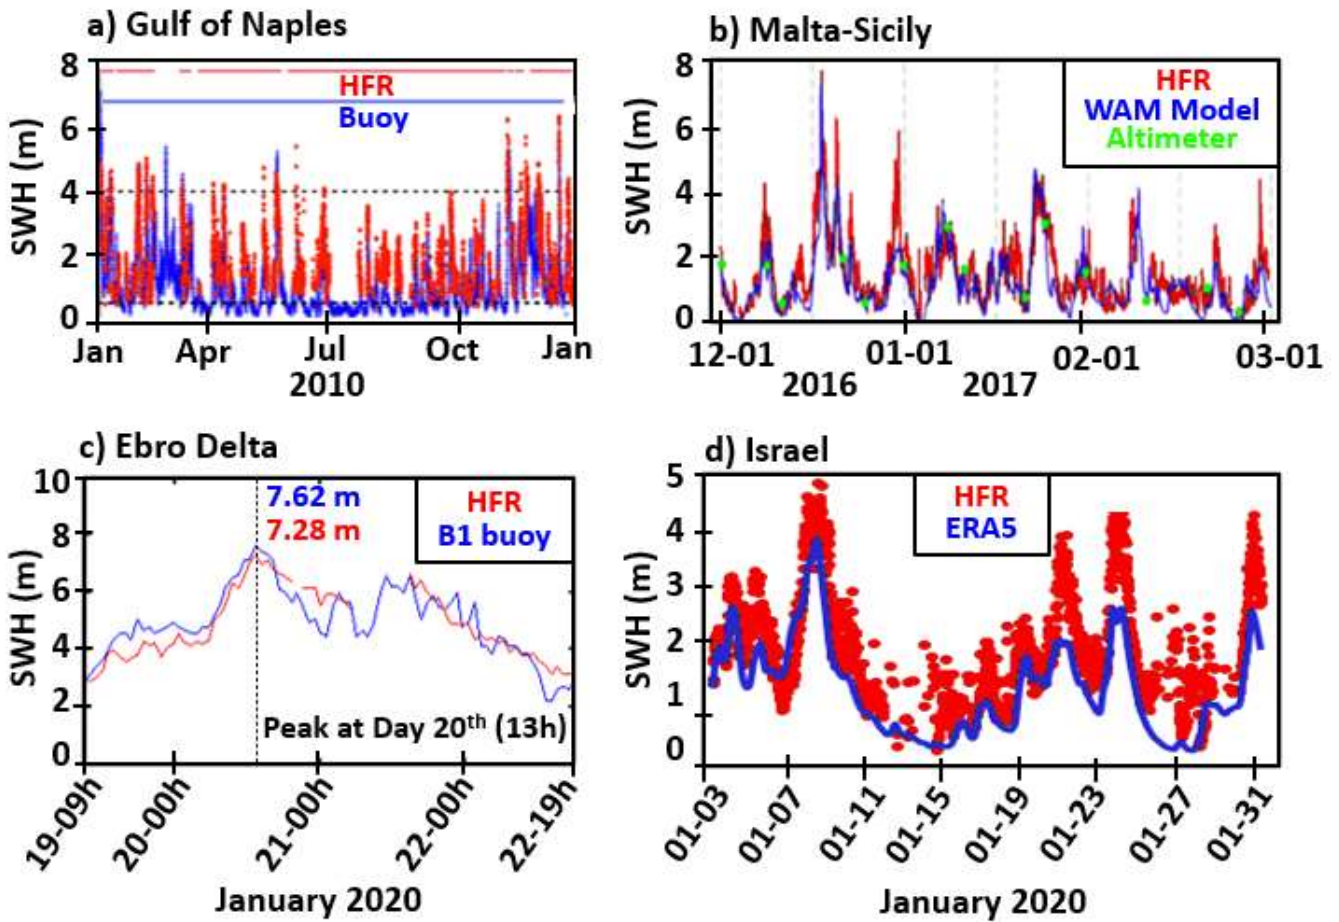 a) Gulf of Naples
SWH (m)
8
6
4
2
0
HFR
Buoy
Jan Apr Jul Oct Jan
2010
b) Malta-Sicily
SWH (m)
8
6
4
2
0
HFR
WAM Model
Altimeter
12-01 01-01 02-01 03-01
2016 2017
c) Ebro Delta
SWH (m)
10
8
6
4
2
0
7.62 m
7.28 m
HFR
B1 buoy
Peak at Day 20th (13h)
19-09h 20-00h 21-00h 22-00h 22-19h
January 2020
d) Israel
SWH (m)
5
4
3
2
1
0
HFR
ERA5
01-03 01-07 01-11 01-15 01-19 01-23 01-27 01-31
January 2020